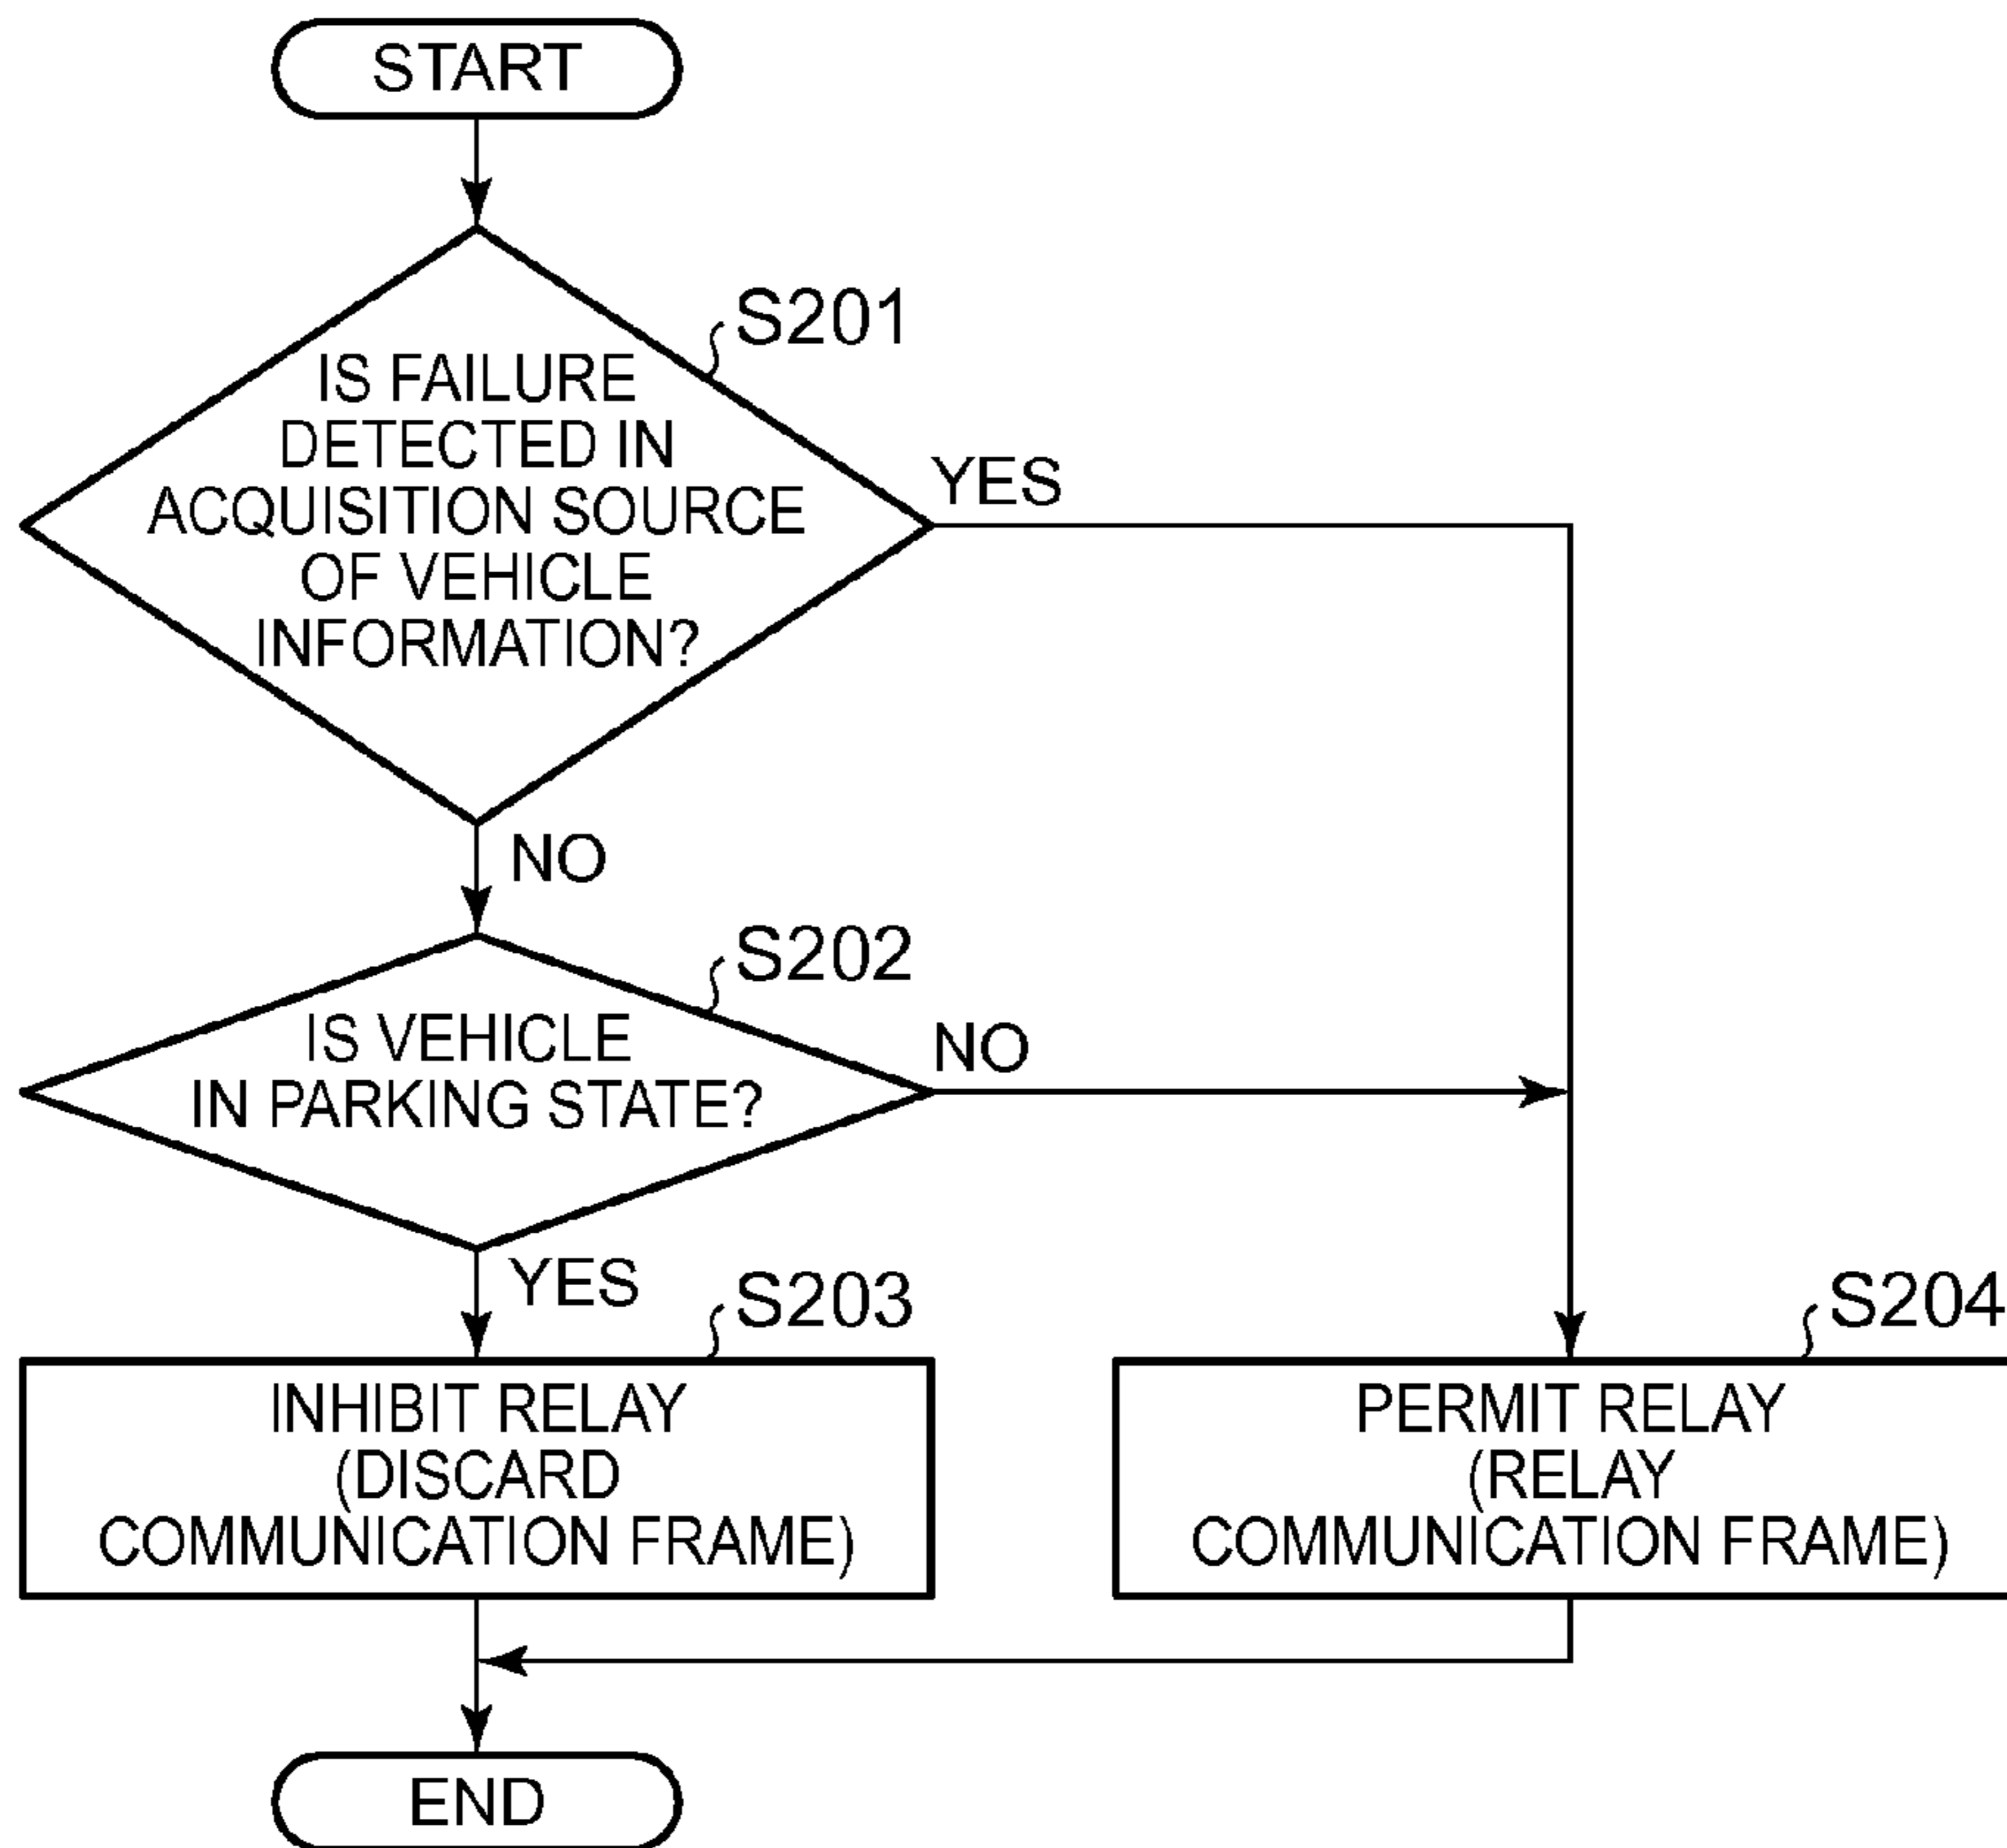 START
S201
IS FAILURE
DETECTED IN
ACQUISITION SOURCE
OF VEHICLE
INFORMATION?
YES
NO
S202
IS VEHICLE
IN PARKING STATE?
NO
YES
S203
INHIBIT RELAY
(DISCARD
COMMUNICATION FRAME)
S204
PERMIT RELAY
(RELAY
COMMUNICATION FRAME)
END